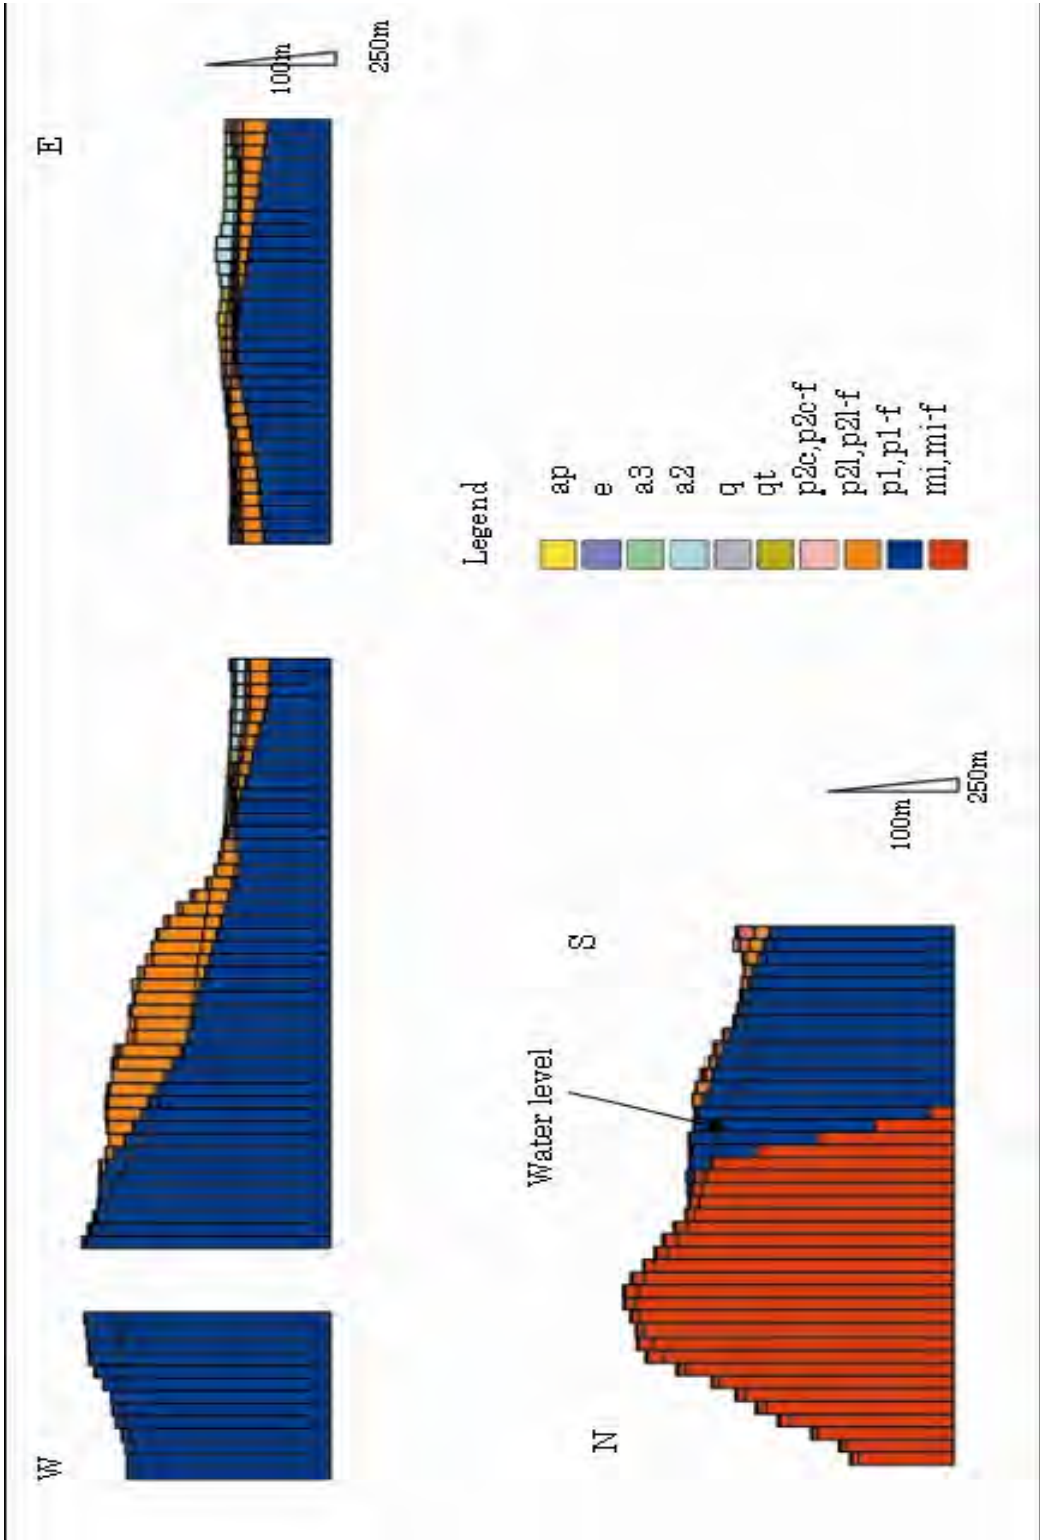 W
E
100m
250m
Legend
ap
e
a3
a2
q
qt
p2c,p2c-f
p2l,p2l-f
p1,p1-f
mi,mi-f
N
S
Water level
100m
250m